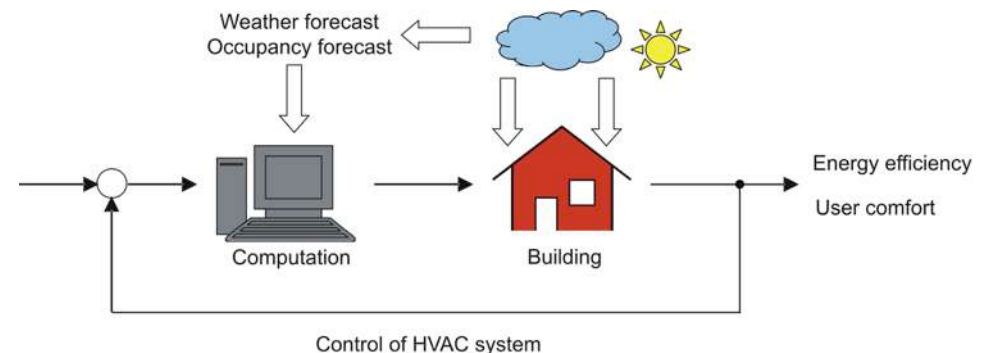 Weather forecast
Occupancy forecast
Energy efficiency
User comfort
Computation
Building
Control of HVAC system